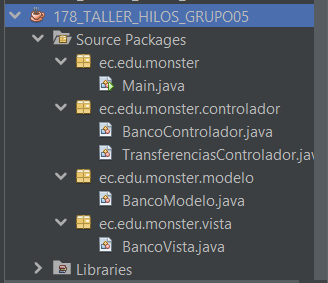 178_TALLER_HILOS_GRUPO05
Source Packages
ec.edu.monster
Main.java
ec.edu.monster.controlador
BancoControlador.java
TransferenciasControlador.jav
ec.edu.monster.modelo
BancoModelo.java
ec.edu.monster.vista
BancoVista.java
Libraries